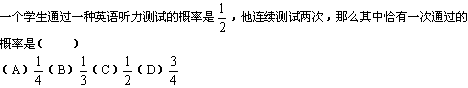 一个学生通过一种英语听力测试的概率是1/2，他连续测试两次，那么其中恰有一次通过的
概率是(　　)
(A) 1/4 (B) 1/3 (C) 1/2 (D) 3/4